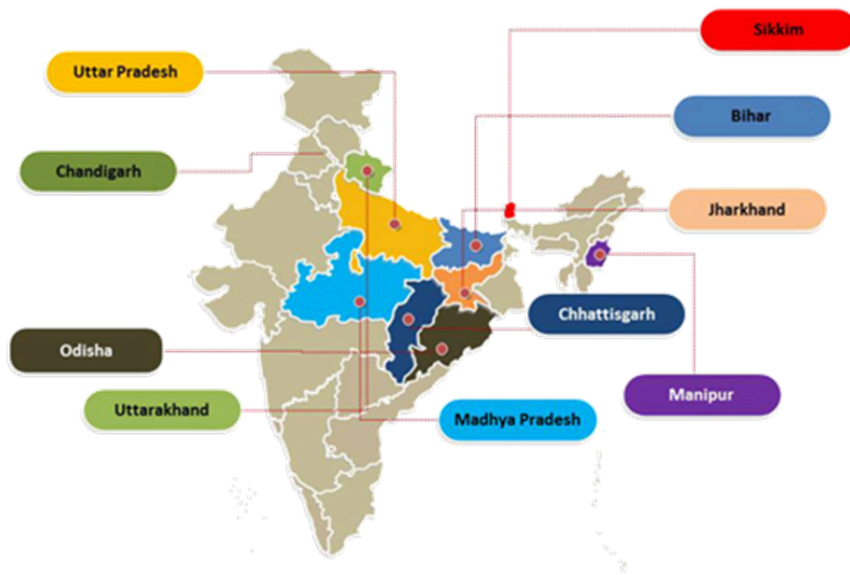 Sikkim
Uttar Pradesh
Bihar
Chandigarh
Jharkhand
Chhattisgarh
Odisha
Manipur
Uttarakhand
Madhya Pradesh